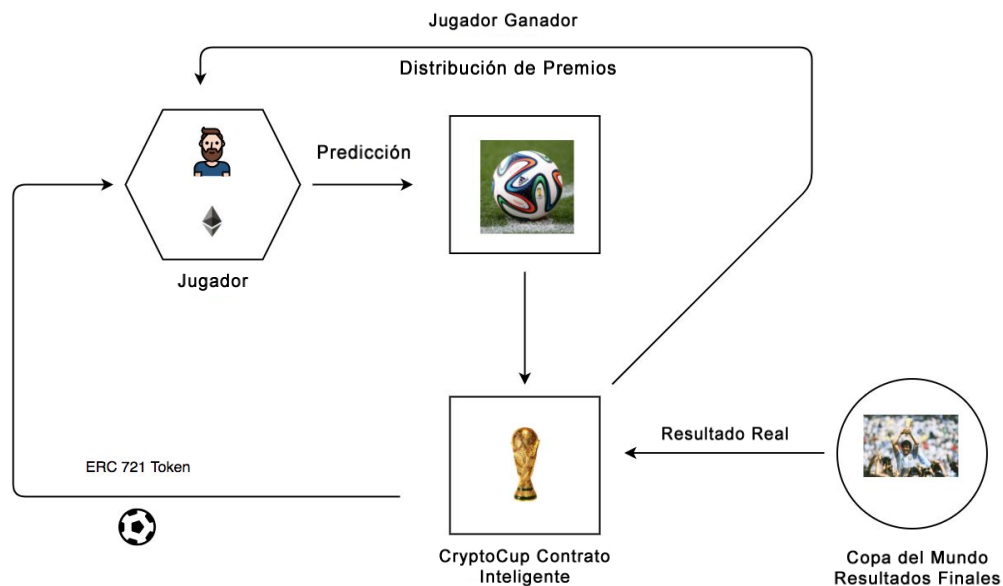 Jugador Ganador
Distribución de Premios
Predicción
Jugador
Resultado Real
ERC 721 Token
CryptoCup Contrato
Inteligente
Copa del Mundo
Resultados Finales